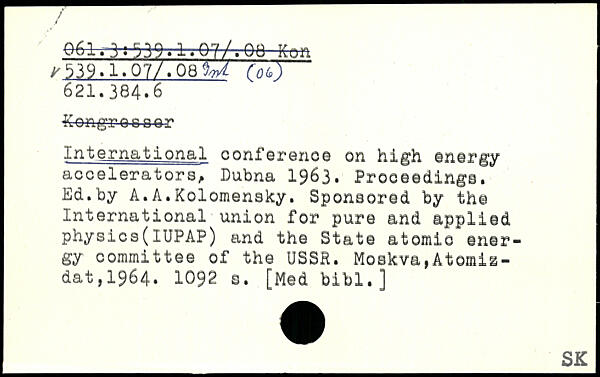 061.3:539.1.07/.08 Kon
√ 539.1.07/.08 Int (06)
621.384.6
Kongresser
International conference on high energy
accelerators, Dubna 1963. Proceedings.
Ed.by A.A.Kolomensky. Sponsored by the
International union for pure and applied
physics(IUPAP) and the State atomic ener-
gy committee of the USSR. Moskva,Atomiz-
dat,1964. 1092 s. [Med bibl.]
SK